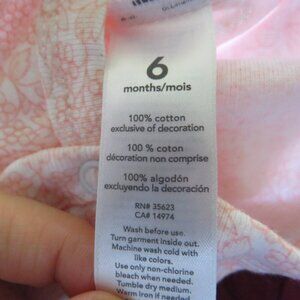 6
months/mois
100% cotton
exclusive of decoration
100 % coton
décoration non comprise
100% algodón
excluyendo la decoración
RN# 35623
CA# 14974
Wash before use.
Turn garment inside out.
Machine wash cold with
like colors.
Use only non-chlorine
bleach when needed.
Tumble dry medium.
Warm iron if needed.